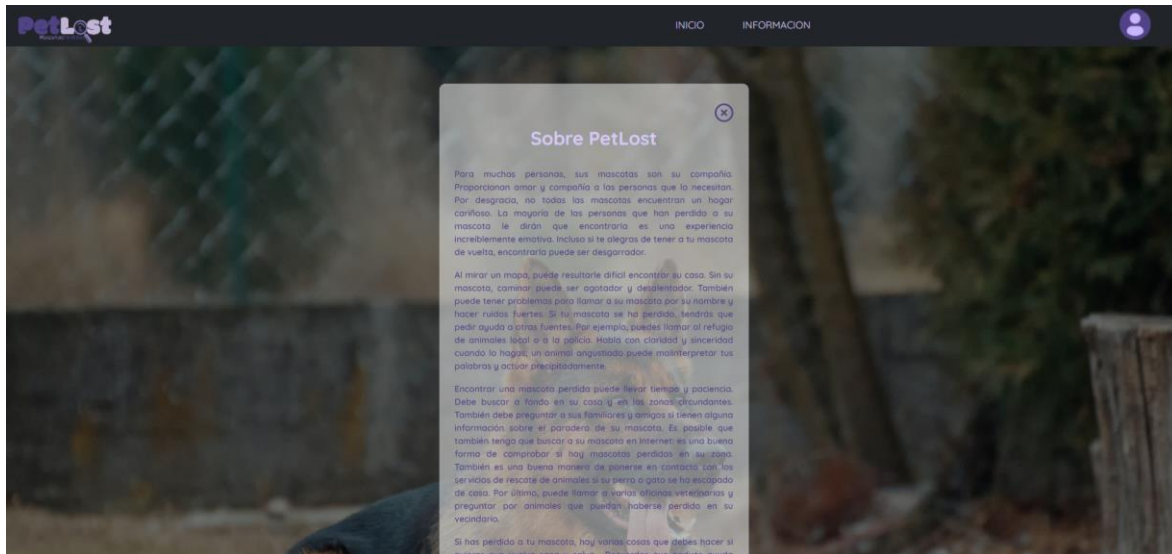 PetLost
INICIO
INFORMACION
Sobre PetLost
Para muchas personas, sus mascotas son su compañía.
Proporcionan amor y compañía a las personas que lo necesitan.
Por desgracia, no todas las mascotas encuentran un hogar
cariñoso. La mayoría de las personas que han perdido a su
mascota le dirán que encontrarla es una experiencia
increíblemente emotiva. Incluso si te alegras de tener a tu mascota
de vuelta, encontrarla puede ser desgarrador.
Al mirar un mapa, puede resultarle difícil encontrar su casa. Sin su
mascota, caminar puede ser agotador y desalentador. También
puede tener problemas para llamar a su mascota por su nombre y
hacer ruidos fuertes. Si tu mascota se ha perdido, tendrás que
pedir ayuda a otras fuentes. Por ejemplo, puedes llamar al refugio
de animales local o a la policía. Habla con claridad y sinceridad
cuando lo hagas; un animal angustiado puede malinterpretar tus
palabras y actuar precipitadamente.
Encontrar una mascota perdida puede llevar tiempo y paciencia.
Debe buscar a fondo en su casa y en las zonas circundantes.
También debe preguntar a sus familiares y amigos si tienen alguna
información sobre el paradero de su mascota. Es posible que
también tenga que buscar a su mascota en Internet: es una buena
forma de comprobar si hay mascotas perdidas en su zona.
También es una buena manera de ponerse en contacto con los
servicios de rescate de animales si su perro o gato se ha escapado
de casa. Por último, puede llamar a varias oficinas veterinarias y
preguntar por animales que puedan haberse perdido en su
vecindario.
Si has perdido a tu mascota, hay varias cosas que debes hacer si